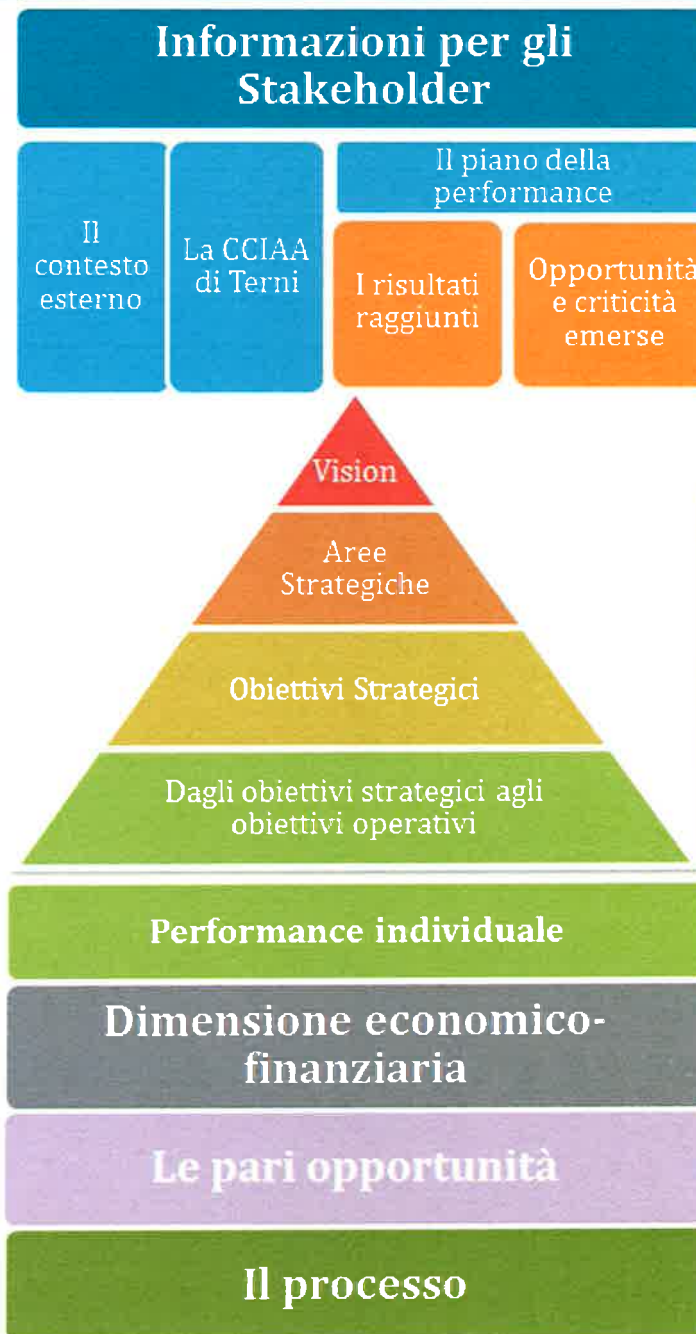 Informazioni per gli
Stakeholder
Il
contesto
esterno
La CCIAA
di Terni
Il piano della
performance
I risultati
raggiunti
Opportunità
e criticità
emerse
Vision
Aree
Strategiche
Obiettivi Strategici
Dagli obiettivi strategici agli
obiettivi operativi
Performance individuale
Dimensione economico-
finanziaria
Le pari opportunità
Il processo